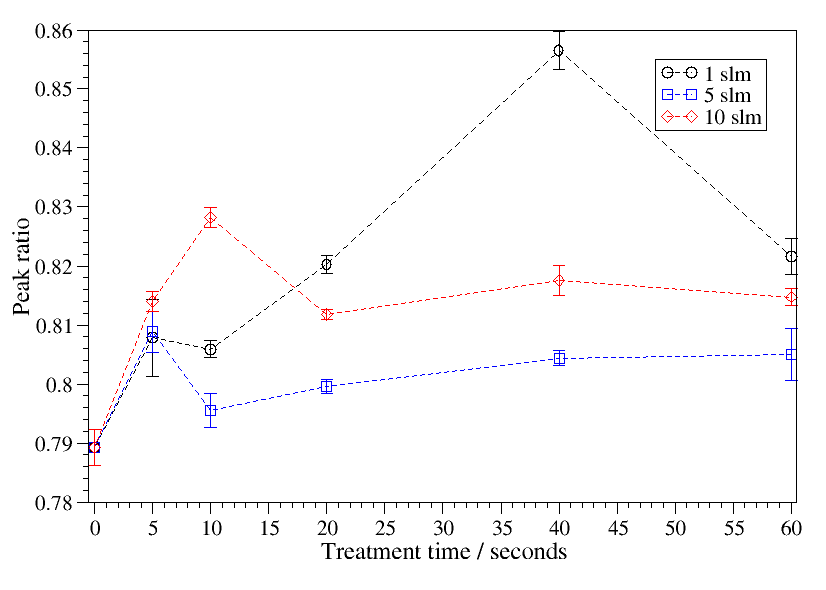 0.86
0.85
0.84
0.83
0.82
0.81
0.8
0.79
0.78
Peak ratio
1 slm
5 slm
10 slm
0 5 10 15 20 25 30 35 40 45 50 55 60
Treatment time / seconds